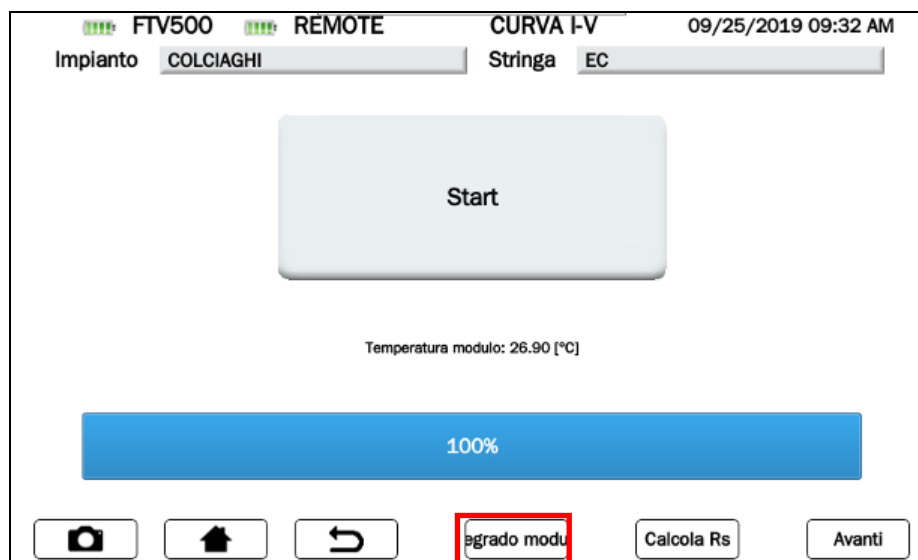 FTV500 REMOTE CURVA I-V 09/25/2019 09:32 AM
Impianto COLCIAGHI Stringa EC
Start
Temperatura modulo: 26.90 [°C]
100%
egrado modu Calcola Rs Avanti